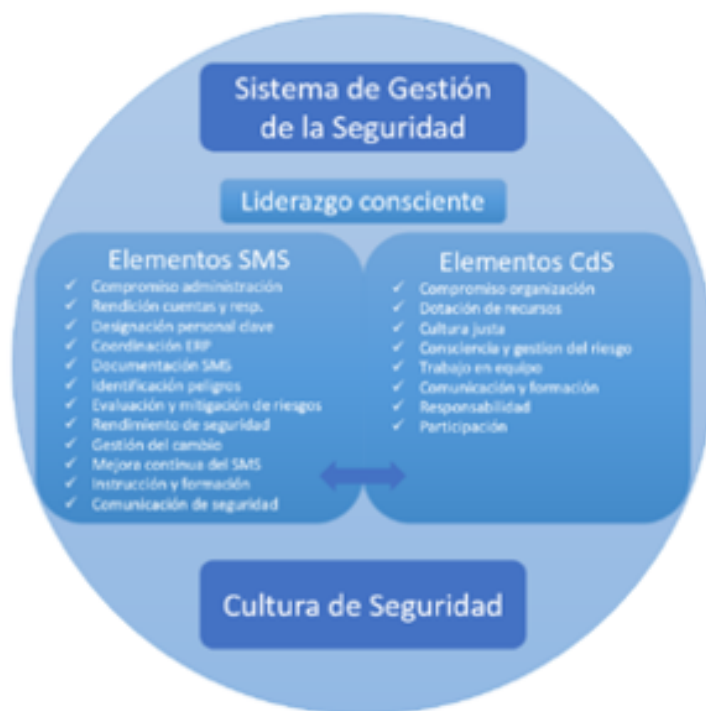 Sistema de Gestión
de la Seguridad
Liderazgo consciente
Elementos SMS
✓ Compromiso administración
✓ Rendición cuentas y resp.
✓ Designación personal clave
✓ Coordinación ERP
✓ Documentación SMS
✓ Identificación peligros
✓ Evaluación y mitigación de riesgos
✓ Rendimiento de seguridad
✓ Gestión del cambio
✓ Mejora continua del SMS
✓ Instrucción y formación
✓ Comunicación de seguridad
Elementos CdS
✓ Compromiso organización
✓ Dotación de recursos
✓ Cultura justa
✓ Consciencia y gestion del riesgo
✓ Trabajo en equipo
✓ Comunicación y formación
✓ Responsabilidad
✓ Participación
Cultura de Seguridad